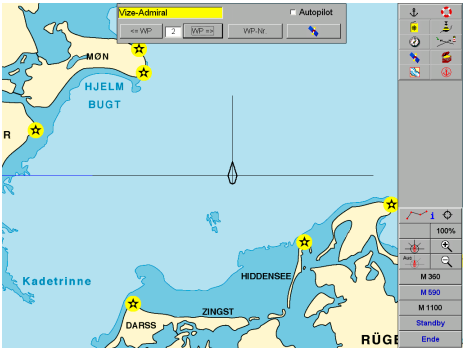 Vize-Admiral
Autopilot
<= WP 2 WP => WP-Nr.
MØN
HJELM
BUGT
R
i
100%
Aus
HIDDENSEE
M 360
Kadetrinne
M 590
ZINGST
M 1100
DARSS
Standby
RÜGE
Ende